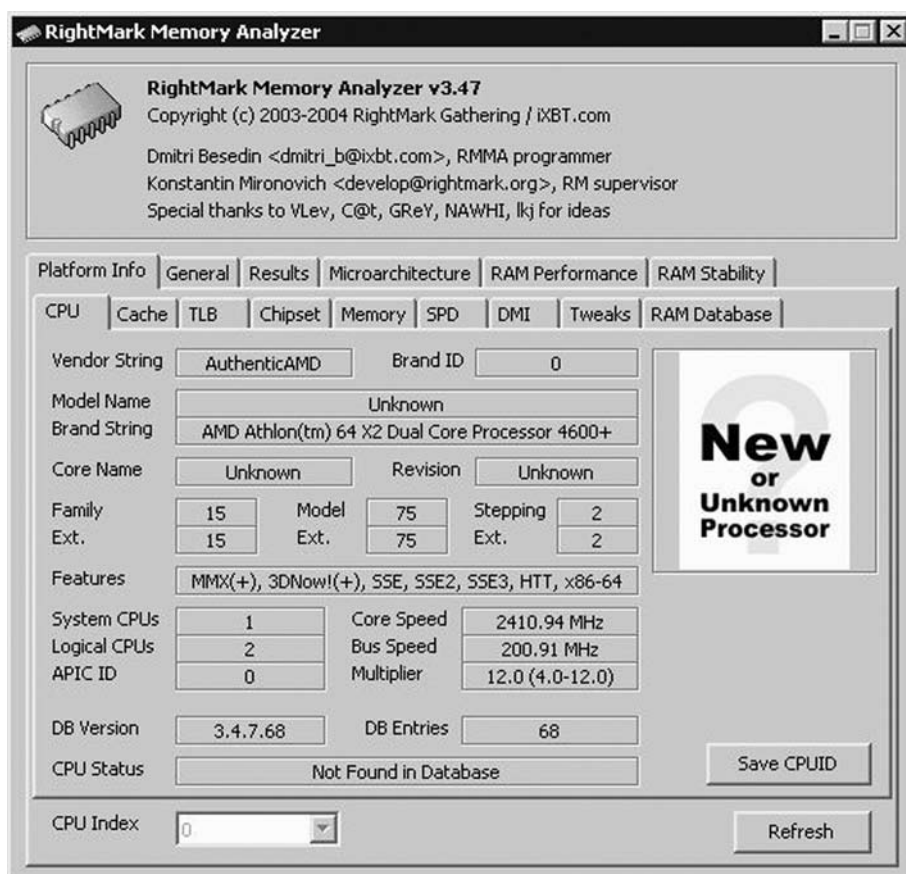 RightMark Memory Analyzer
RightMark Memory Analyzer v3.47
Copyright (c) 2003-2004 RightMark Gathering / iXBT.com
Dmitri Besedin <dmitri_b@ixbt.com>, RMMA programmer
Konstantin Mironovich <develop@rightmark.org>, RM supervisor
Special thanks to VLev, C@t, GReY, NAWHI, lkj for ideas
Platform Info General Results Microarchitecture RAM Performance RAM Stability
CPU Cache TLB Chipset Memory SPD DMI Tweaks RAM Database
Vendor String AuthenticAMD Brand ID 0
Model Name Unknown
Brand String AMD Athlon(tm) 64 X2 Dual Core Processor 4600+
Core Name Unknown Revision Unknown
Family 15 Model 75 Stepping 2
Ext. 15 Ext. 75 Ext. 2
Features MMX(+), 3DNow!(+), SSE, SSE2, SSE3, HTT, x86-64
System CPUs 1 Core Speed 2410.94 MHz
Logical CPUs 2 Bus Speed 200.91 MHz
APIC ID 0 Multiplier 12.0 (4.0-12.0)
DB Version 3.4.7.68 DB Entries 68
CPU Status Not Found in Database
?
New
or
Unknown
Processor
Save CPUID
CPU Index 0 Refresh